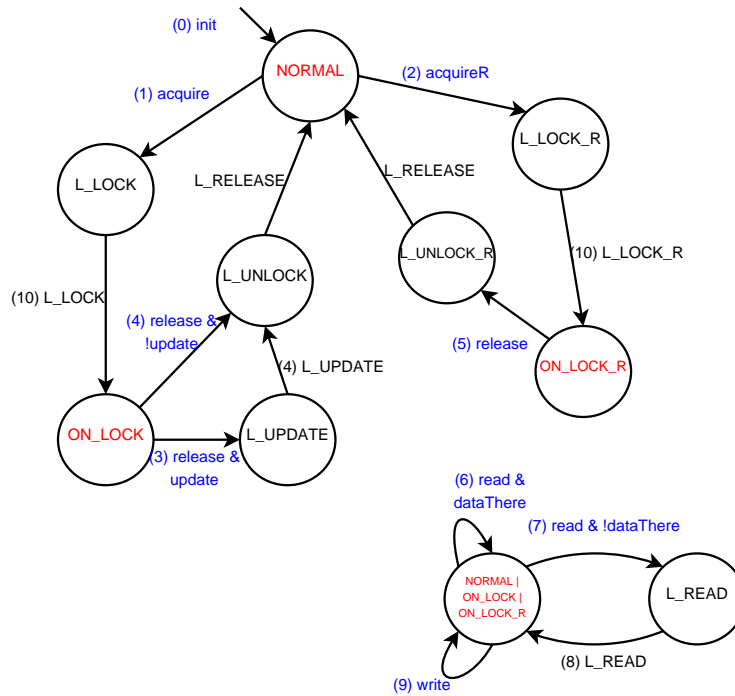 (0) init
NORMAL
(2) acquireR
(1) acquire
L_LOCK_R
L_RELEASE
L_RELEASE
L_LOCK
L_UNLOCK_R
(10) L_LOCK_R
L_UNLOCK
(10) L_LOCK
(4) release &
!update
(5) release
(4) L_UPDATE
ON_LOCK_R
ON_LOCK
L_UPDATE
(3) release &
update
(6) read &
dataThere
(7) read & !dataThere
NORMAL |
ON_LOCK |
ON_LOCK_R
L_READ
(8) L_READ
(9) write